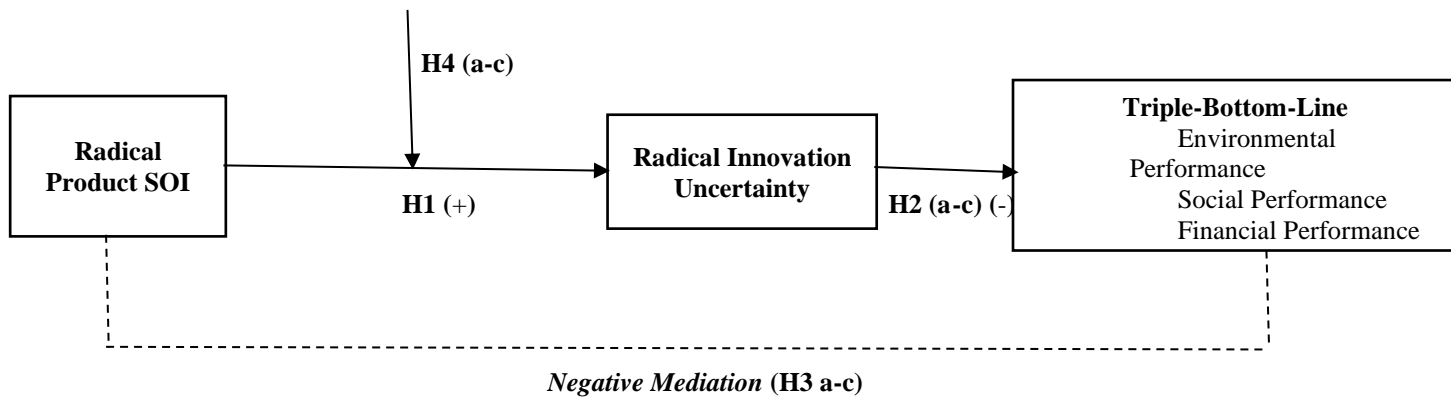 H4 (a-c)
Radical
Product SOI
H1 (+)
Radical Innovation
Uncertainty
H2 (a-c) (-)
Triple-Bottom-Line
Environmental
Performance
Social Performance
Financial Performance
Negative Mediation (H3 a-c)